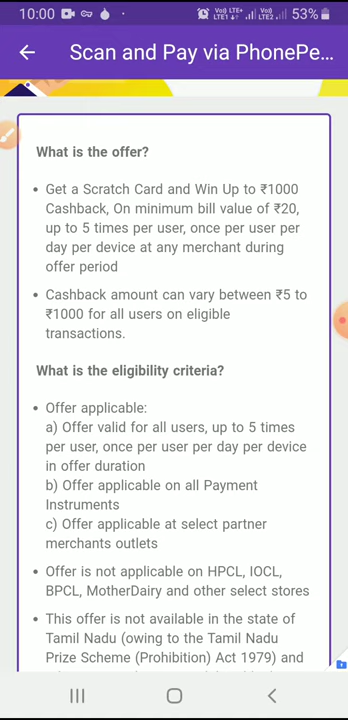 10:00 Vo)) LTE+ LTE1 Vo)) LTE2 53%
Scan and Pay via PhonePe...
What is the offer?
• Get a Scratch Card and Win Up to ₹1000
Cashback, On minimum bill value of ₹20,
up to 5 times per user, once per user per
day per device at any merchant during
offer period
• Cashback amount can vary between ₹5 to
₹1000 for all users on eligible
transactions.
What is the eligibility criteria?
• Offer applicable:
a) Offer valid for all users, up to 5 times
per user, once per user per day per device
in offer duration
b) Offer applicable on all Payment
Instruments
c) Offer applicable at select partner
merchants outlets
• Offer is not applicable on HPCL, IOCL,
BPCL, MotherDairy and other select stores
• This offer is not available in the state of
Tamil Nadu (owing to the Tamil Nadu
Prize Scheme (Prohibition) Act 1979) and